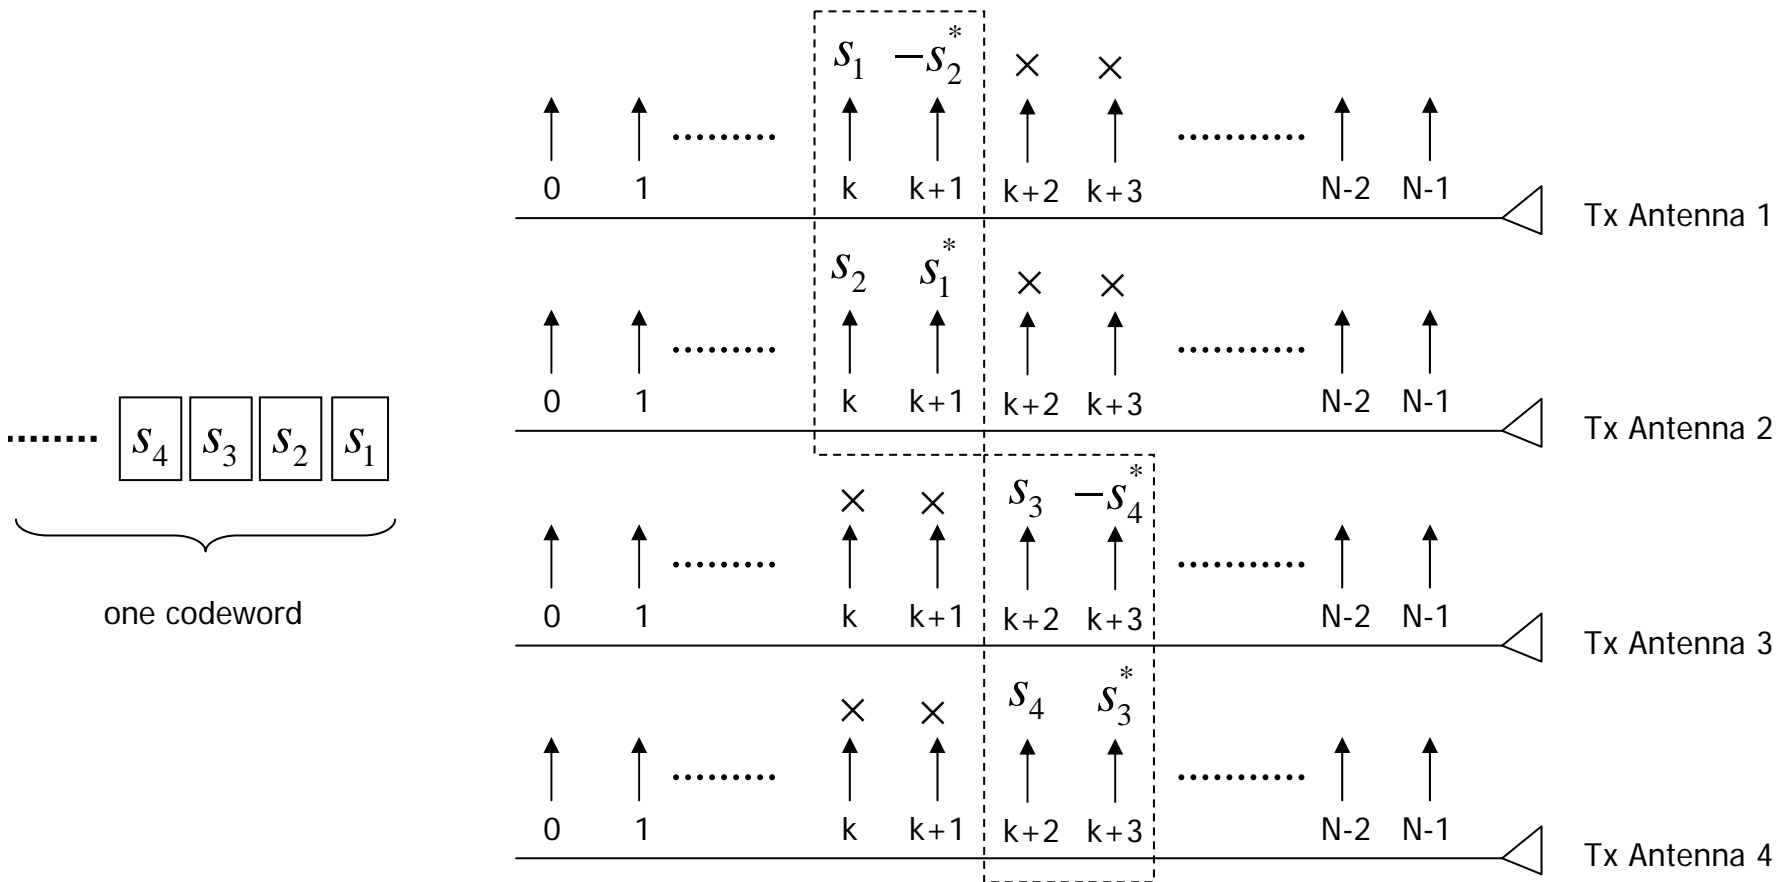 s₁ −s₂* × ×
0 1 ......... k k+1 k+2 k+3 ........... N-2 N-1
Tx Antenna 1
s₂ s₁* × ×
0 1 ......... k k+1 k+2 k+3 ........... N-2 N-1
Tx Antenna 2
......... s₄ s₃ s₂ s₁
one codeword
× × s₃ −s₄*
0 1 ......... k k+1 k+2 k+3 ........... N-2 N-1
Tx Antenna 3
× × s₄ s₃*
0 1 ......... k k+1 k+2 k+3 ........... N-2 N-1
Tx Antenna 4